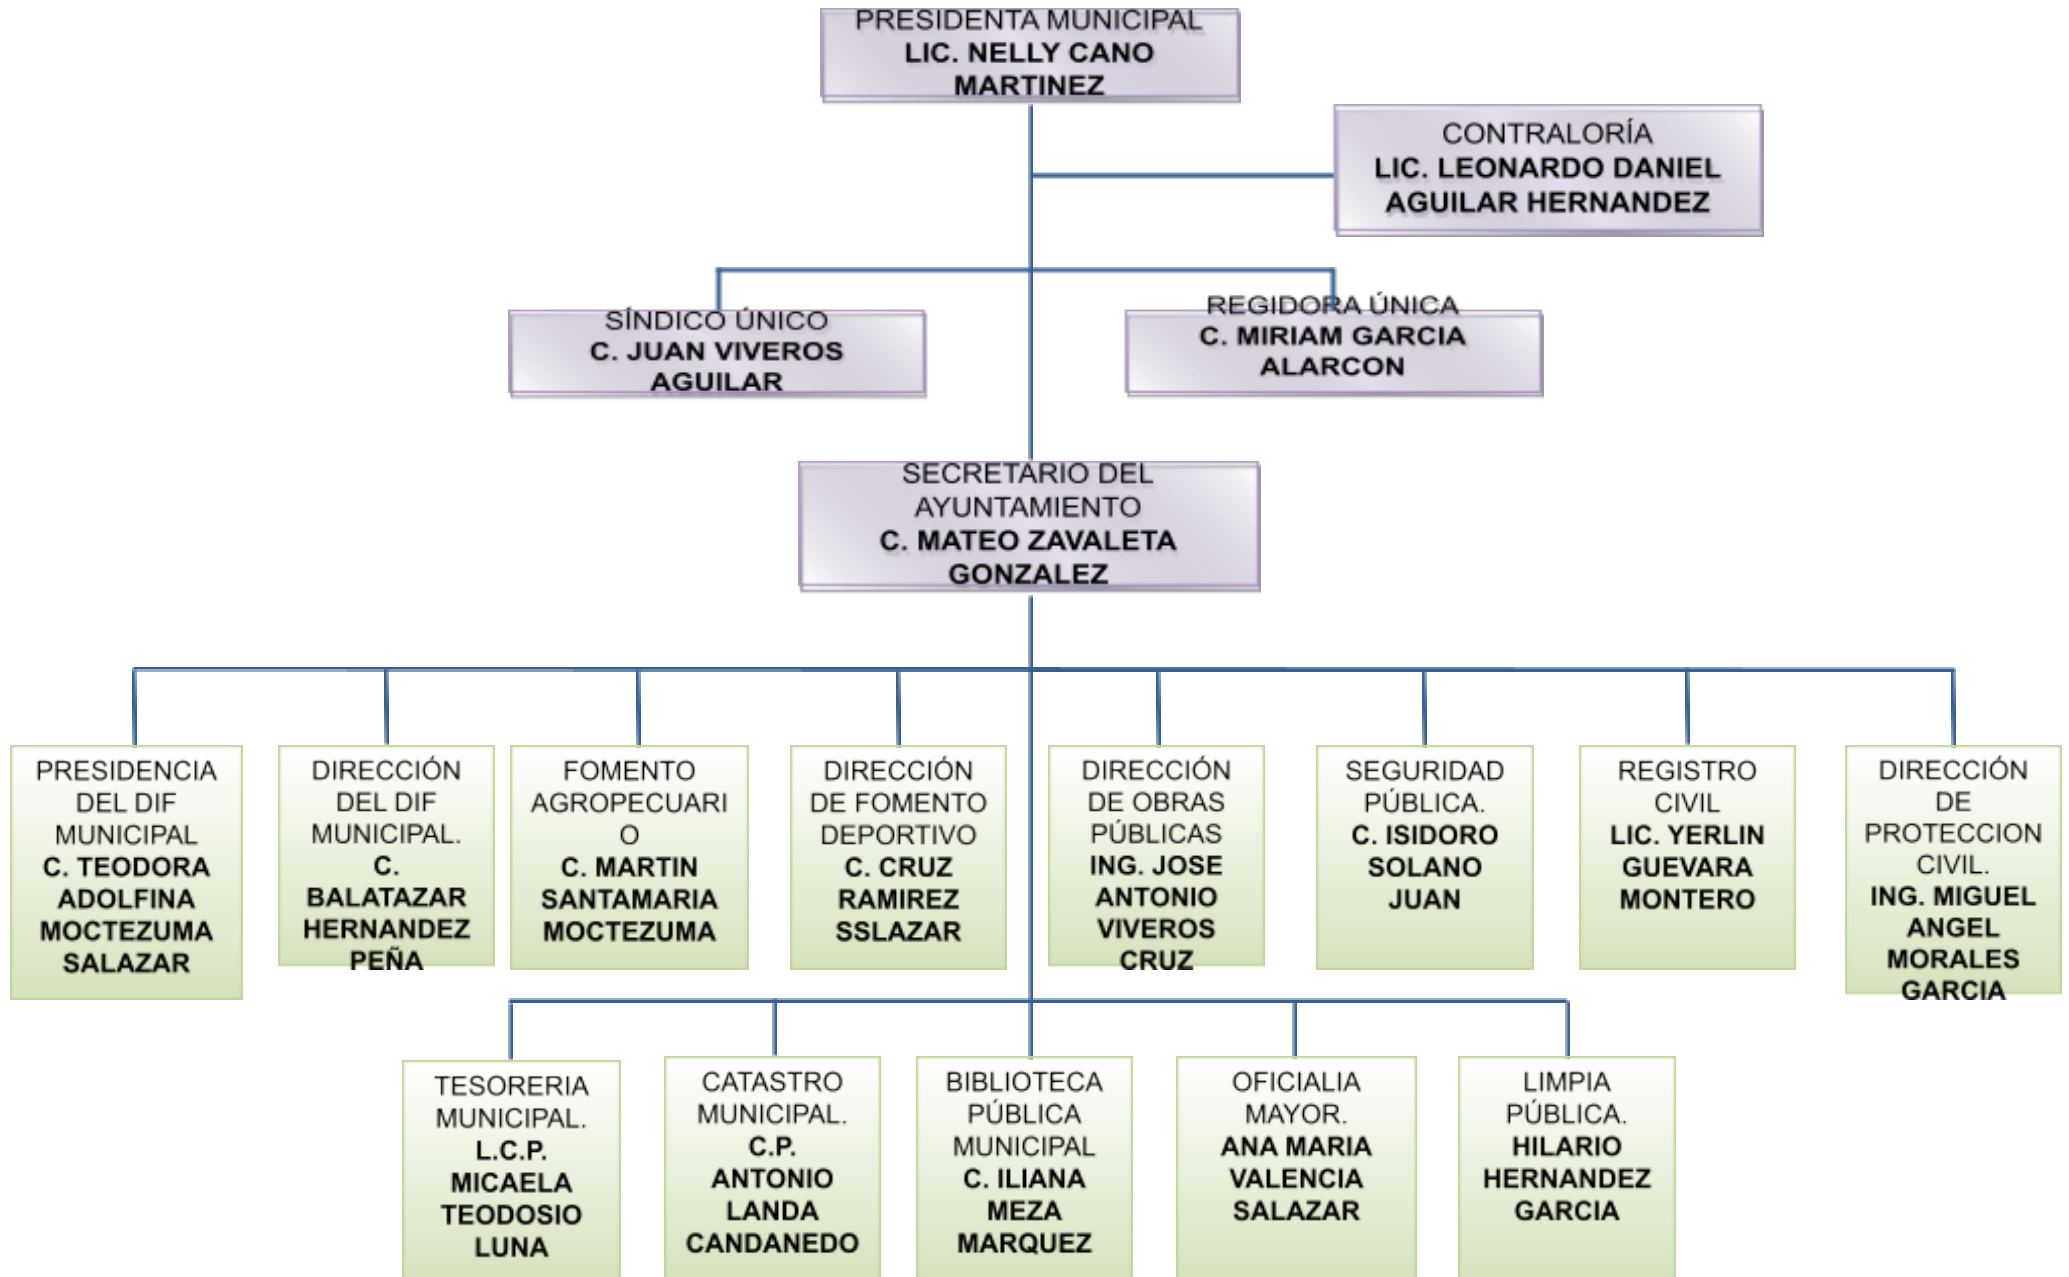 PRESIDENTA MUNICIPAL
LIC. NELLY CANO
MARTINEZ
CONTRALORÍA
LIC. LEONARDO DANIEL
AGUILAR HERNANDEZ
SÍNDICO ÚNICO
C. JUAN VIVEROS
AGUILAR
REGIDORA ÚNICA
C. MIRIAM GARCIA
ALARCON
SECRETARIO DEL
AYUNTAMIENTO
C. MATEO ZAVALETA
GONZALEZ
PRESIDENCIA
DEL DIF
MUNICIPAL
C. TEODORA
ADOLFINA
MOCTEZUMA
SALAZAR
DIRECCIÓN
DEL DIF
MUNICIPAL.
C.
BALATAZAR
HERNANDEZ
PEÑA
FOMENTO
AGROPECUARI
O
C. MARTIN
SANTAMARIA
MOCTEZUMA
DIRECCIÓN
DE FOMENTO
DEPORTIVO
C. CRUZ
RAMIREZ
SSLAZAR
DIRECCIÓN
DE OBRAS
PÚBLICAS
ING. JOSE
ANTONIO
VIVEROS
CRUZ
SEGURIDAD
PÚBLICA.
C. ISIDORO
SOLANO
JUAN
REGISTRO
CIVIL
LIC. YERLIN
GUEVARA
MONTERO
DIRECCIÓN
DE
PROTECCION
CIVIL.
ING. MIGUEL
ANGEL
MORALES
GARCIA
TESORERIA
MUNICIPAL.
L.C.P.
MICAELA
TEODOSIO
LUNA
CATASTRO
MUNICIPAL.
C.P.
ANTONIO
LANDA
CANDANEDO
BIBLIOTECA
PÚBLICA
MUNICIPAL
C. ILIANA
MEZA
MARQUEZ
OFICIALIA
MAYOR.
ANA MARIA
VALENCIA
SALAZAR
LIMPIA
PÚBLICA.
HILARIO
HERNANDEZ
GARCIA